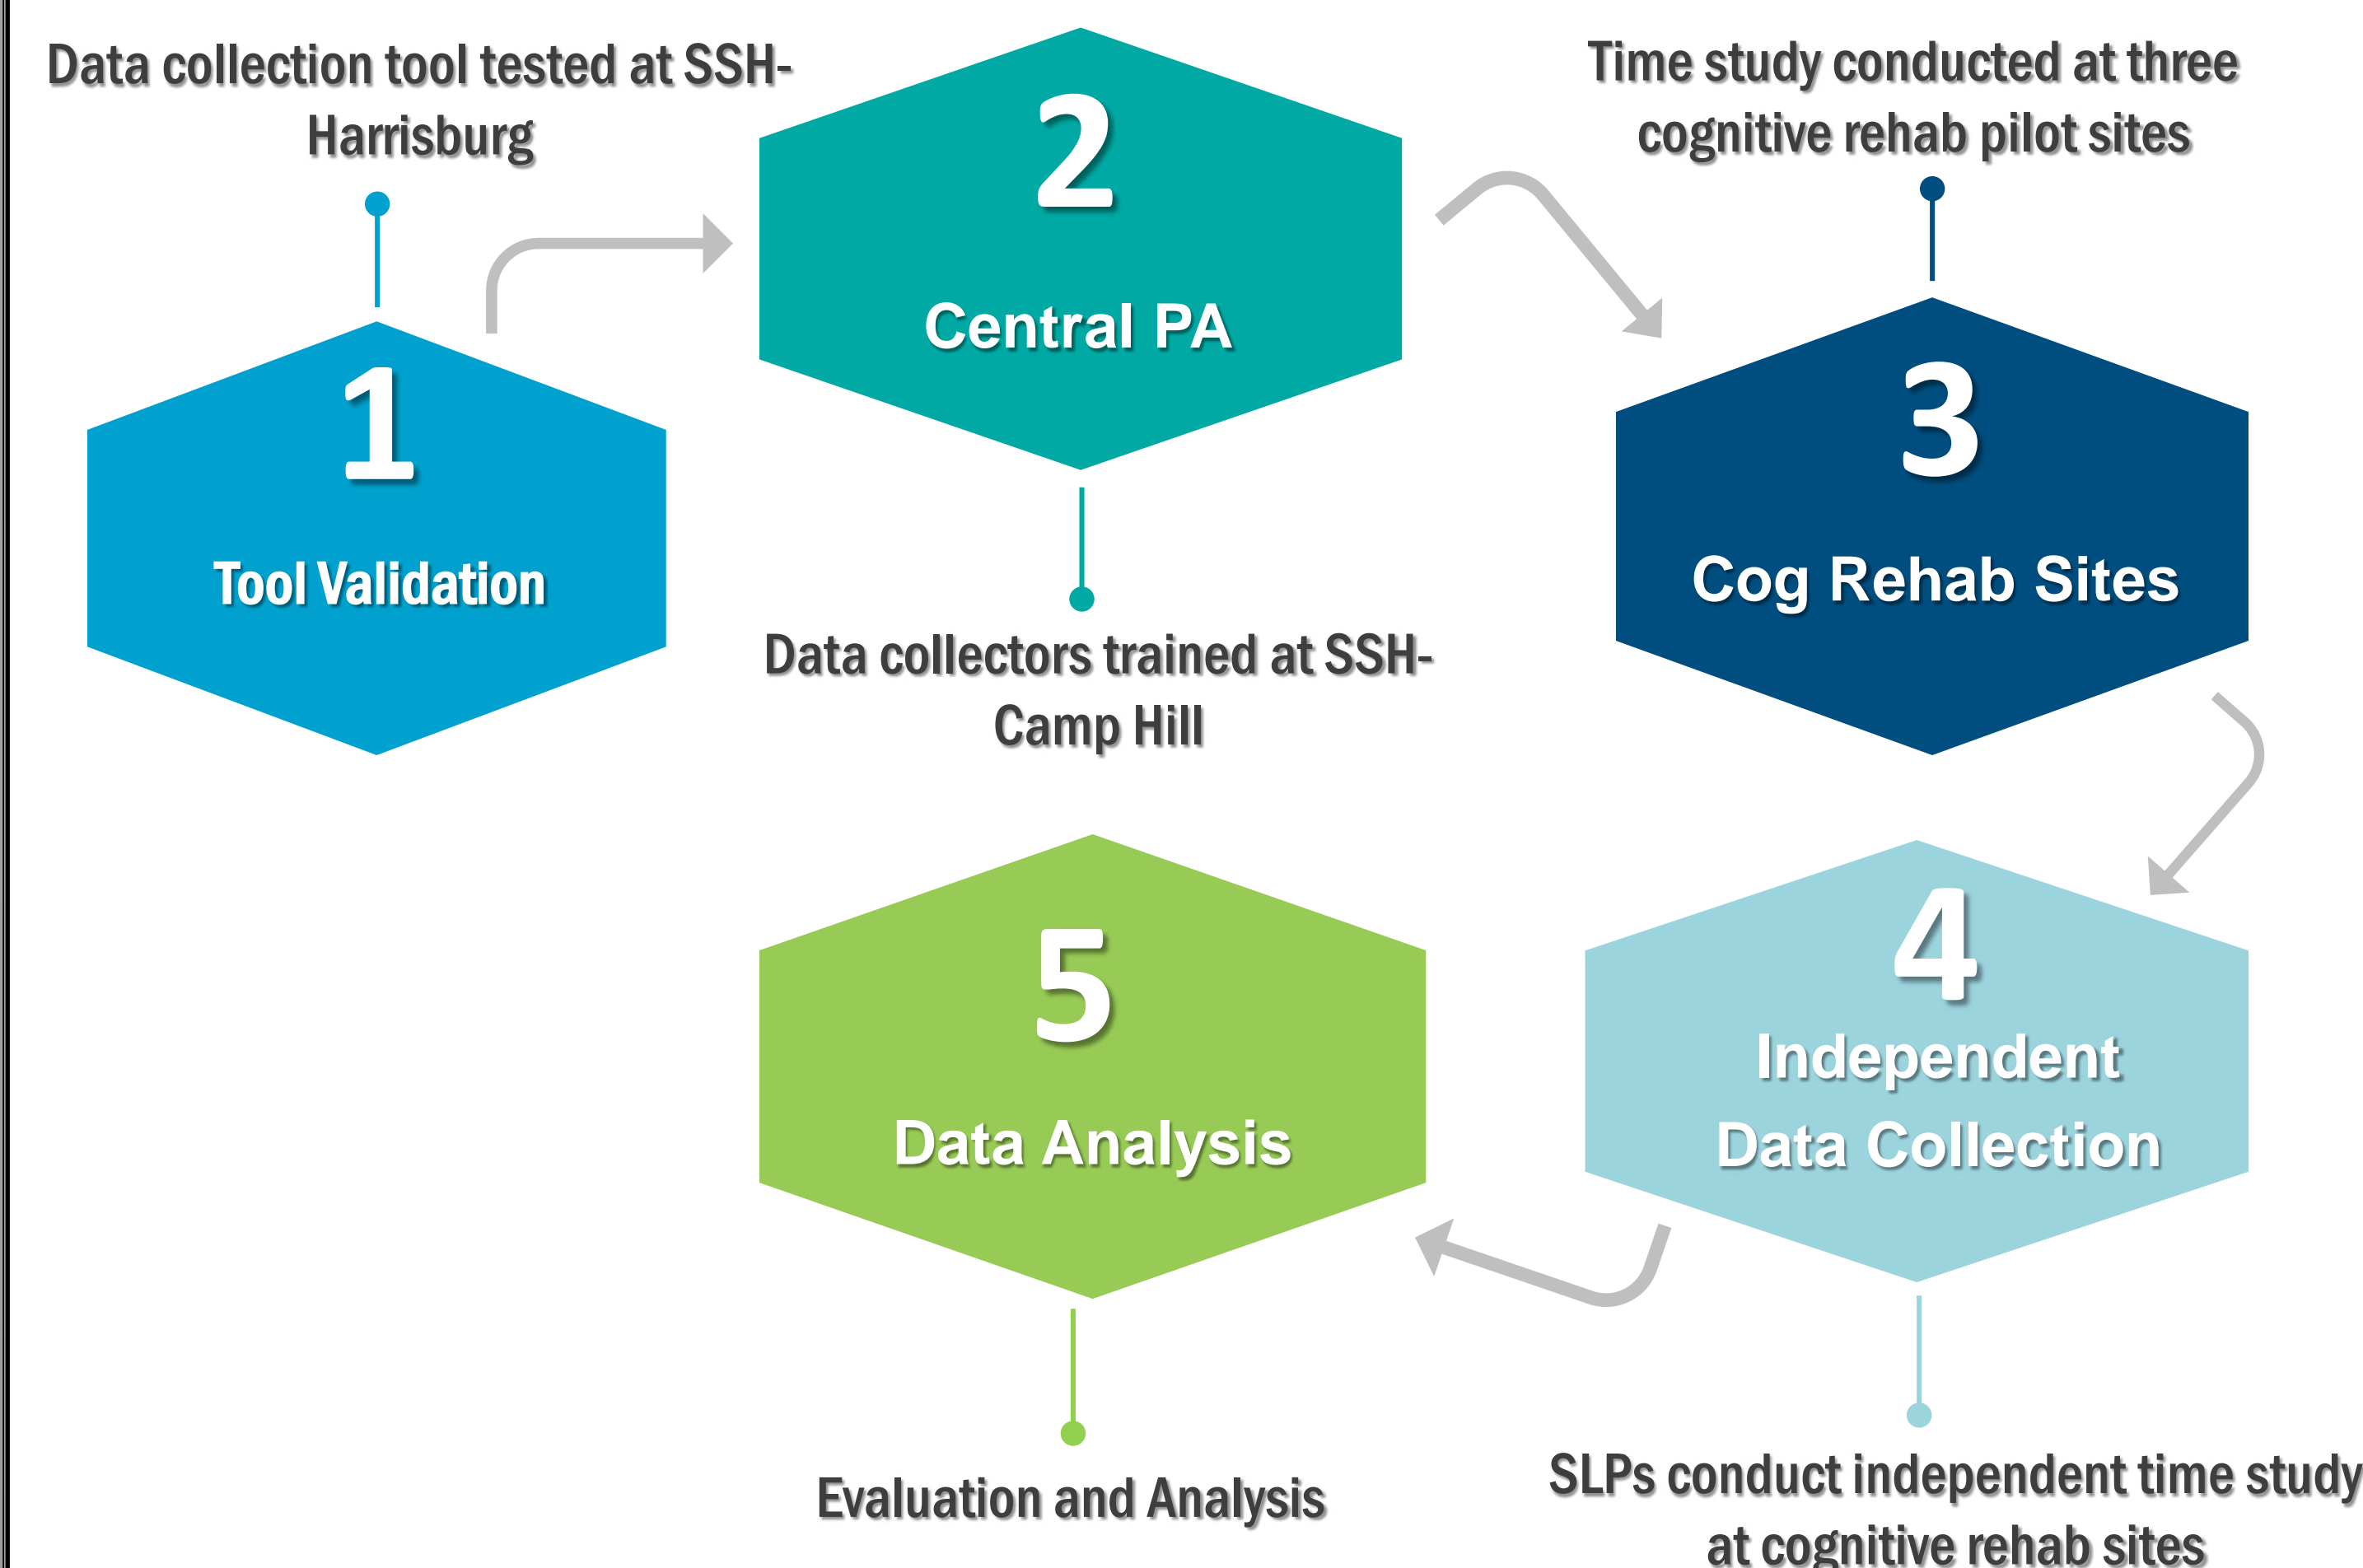 Data collection tool tested at SSH-
Harrisburg
1
Tool Validation
2
Central PA
Data collectors trained at SSH-
Camp Hill
Time study conducted at three
cognitive rehab pilot sites
3
Cog Rehab Sites
4
Independent
Data Collection
SLPs conduct independent time study
at cognitive rehab sites
5
Data Analysis
Evaluation and Analysis